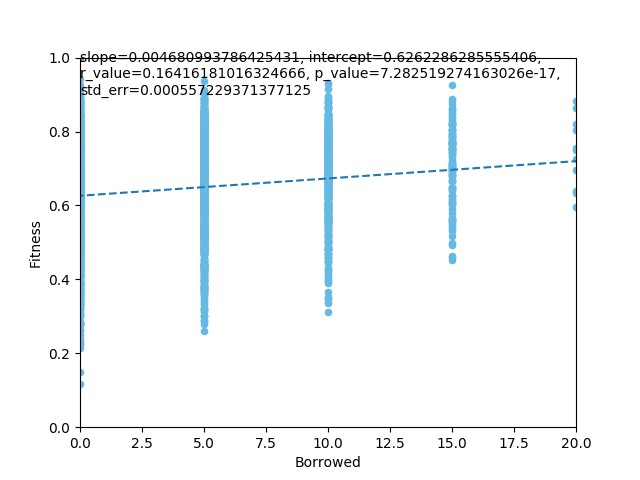 slope=0.004680993786425431, intercept=0.6262286285555406,
r_value=0.16416181016324666, p_value=7.282519274163026e-17,
std_err=0.000557229371377125
1.0
0.8
0.6
0.4
0.2
0.0
Fitness
0.0 2.5 5.0 7.5 10.0 12.5 15.0 17.5 20.0
Borrowed